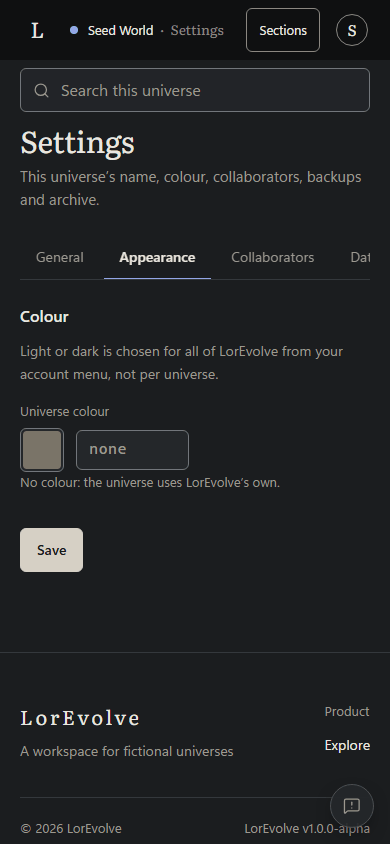 L
Seed World · Settings
Sections
S
Search this universe
Settings
This universe's name, colour, collaborators, backups
and archive.
General
Appearance
Collaborators
Dat
Colour
Light or dark is chosen for all of LorEvolve from your
account menu, not per universe.
Universe colour
none
No colour: the universe uses LorEvolve's own.
Save
LorEvolve
A workspace for fictional universes
Product
Explore
© 2026 LorEvolve
LorEvolve v1.0.0-alpha